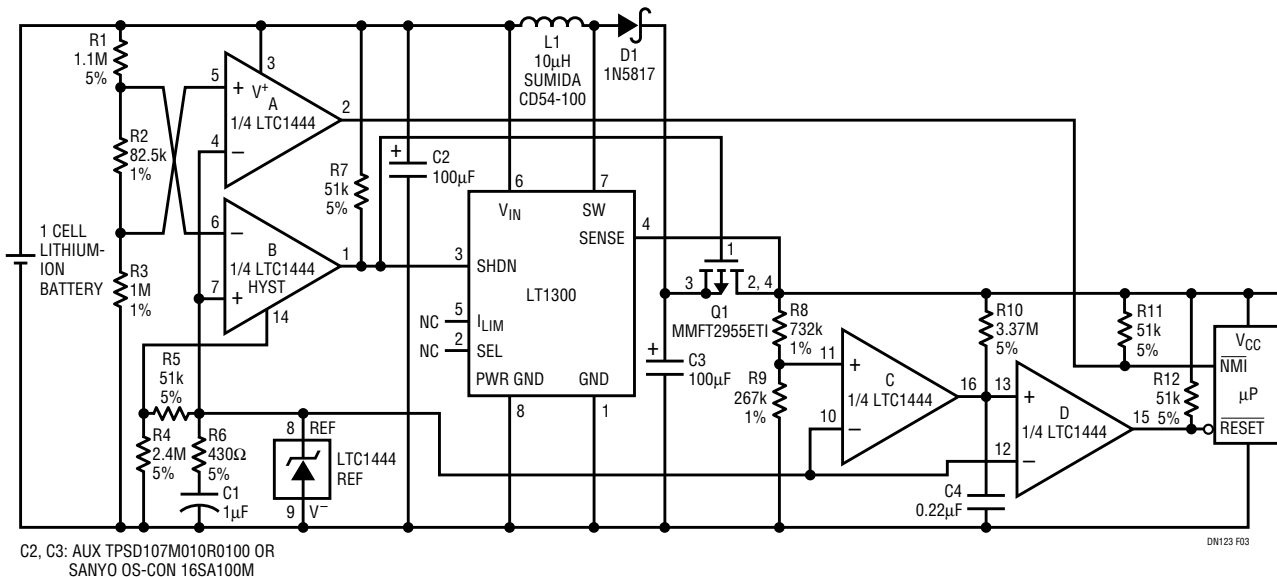 R1
1.1M
5%
R2
82.5k
1%
R3
1M
1%
1 CELL
LITHIUM-
ION
BATTERY
5
+
3
V+
A
1/4 LTC1444
2
4
–
6
–
B
1/4 LTC1444
HYST
1
7
+
14
R5
51k
5%
R4
2.4M
5%
R6
430Ω
5%
C1
1µF
8
REF
LTC1444
REF
9
V–
R7
51k
5%
+
C2
100µF
L1
10µH
SUMIDA
CD54-100
D1
1N5817
6
7
VIN
SW
SENSE
4
3
SHDN
LT1300
NC
5
ILIM
NC
2
SEL
PWR GND
GND
8
1
1
3
2, 4
Q1
MMFT2955ETI
+
C3
100µF
R8
732k
1%
R9
267k
1%
11
+
C
1/4 LTC1444
16
10
–
R10
3.37M
5%
13
+
D
1/4 LTC1444
15
12
–
C4
0.22µF
R11
51k
5%
R12
51k
5%
VCC
NMI
µP
RESET
DN123 F03
C2, C3: AUX TPSD107M010R0100 OR
SANYO OS-CON 16SA100M